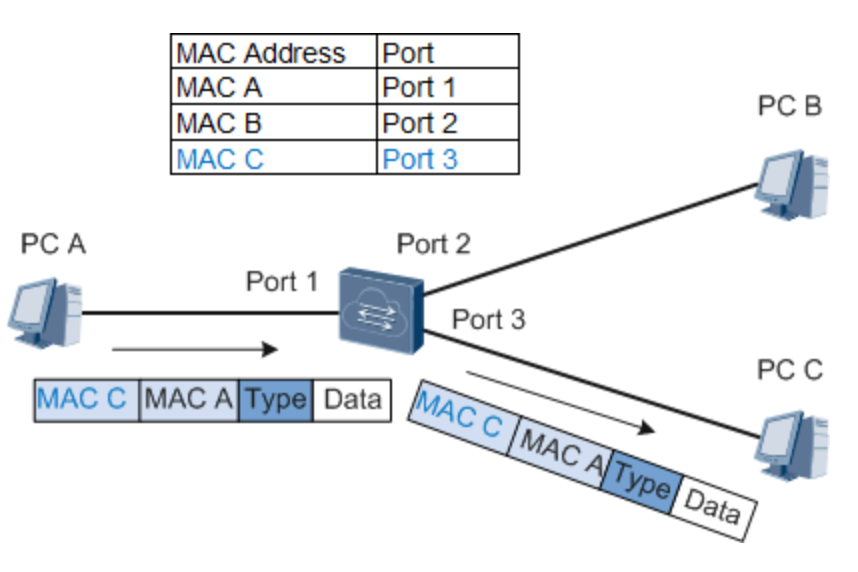 MAC Address Port
MAC A Port 1
MAC B Port 2
MAC C Port 3
PC B
PC A
Port 2
Port 1
Port 3
PC C
MAC C MAC A Type Data
MAC C MAC A Type Data